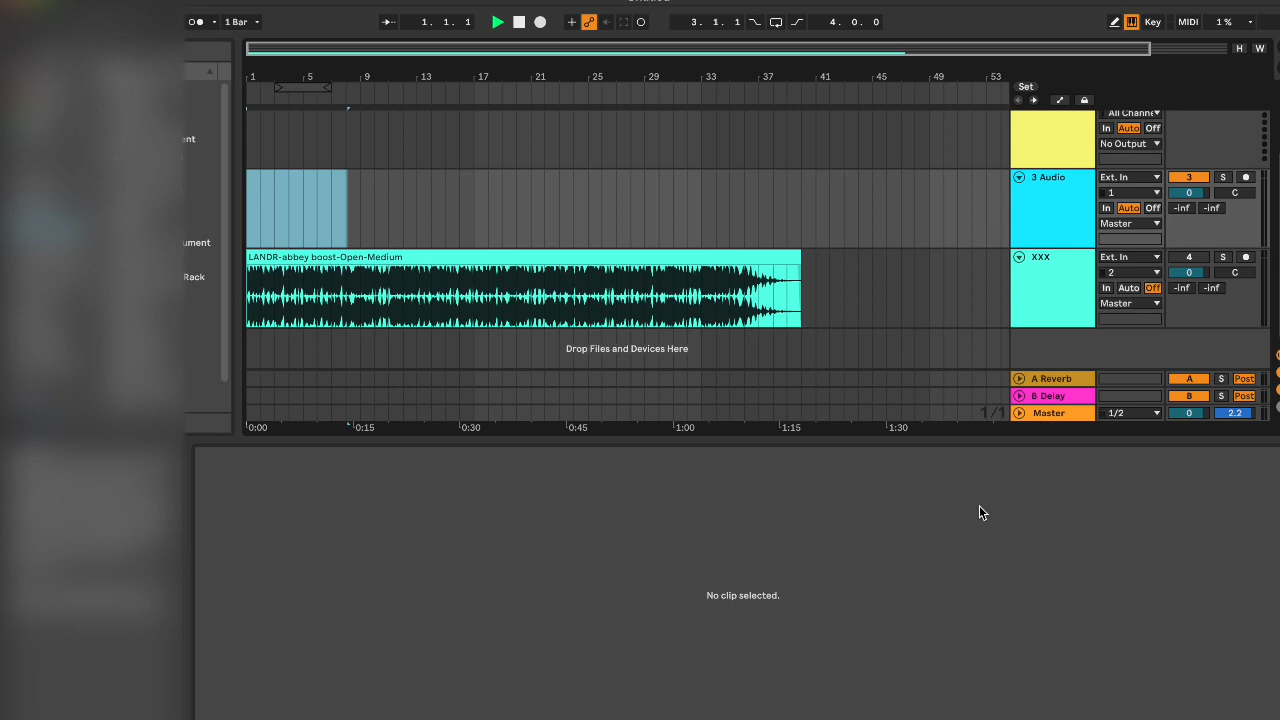 1 Bar
1. 1. 1
3. 1. 1
4. 0. 0
Key
MIDI
1 %
H
W
1
5
9
13
17
21
25
29
33
37
41
45
49
53
Set
All Channe
In
Auto
Off
No Output
ent
3 Audio
Ext. In
3
S
1
0
C
In
Auto
Off
-inf
-inf
Master
ument
LANDR-abbey boost-Open-Medium
XXX
Ext. In
4
S
2
0
C
Rack
In
Auto
Off
-inf
-inf
Master
Drop Files and Devices Here
A Reverb
A
S
Post
B Delay
B
S
Post
1/1
Master
1/2
0
2.2
0:00
0:15
0:30
0:45
1:00
1:15
1:30
No clip selected.